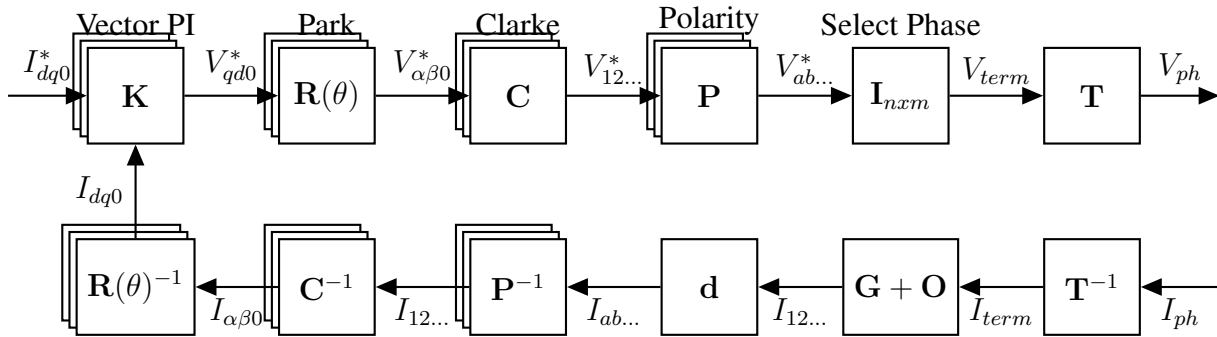 Vector PI Park Clarke Polarity Select Phase
I*dq0 K V*qd0 R(θ) V*αβ0 C V*12... P V*ab... Inxm Vterm T Vph
Idq0
R(θ)−1 Iαβ0 C−1 I12... P−1 Iab... d I12... G + O Iterm T−1 Iph